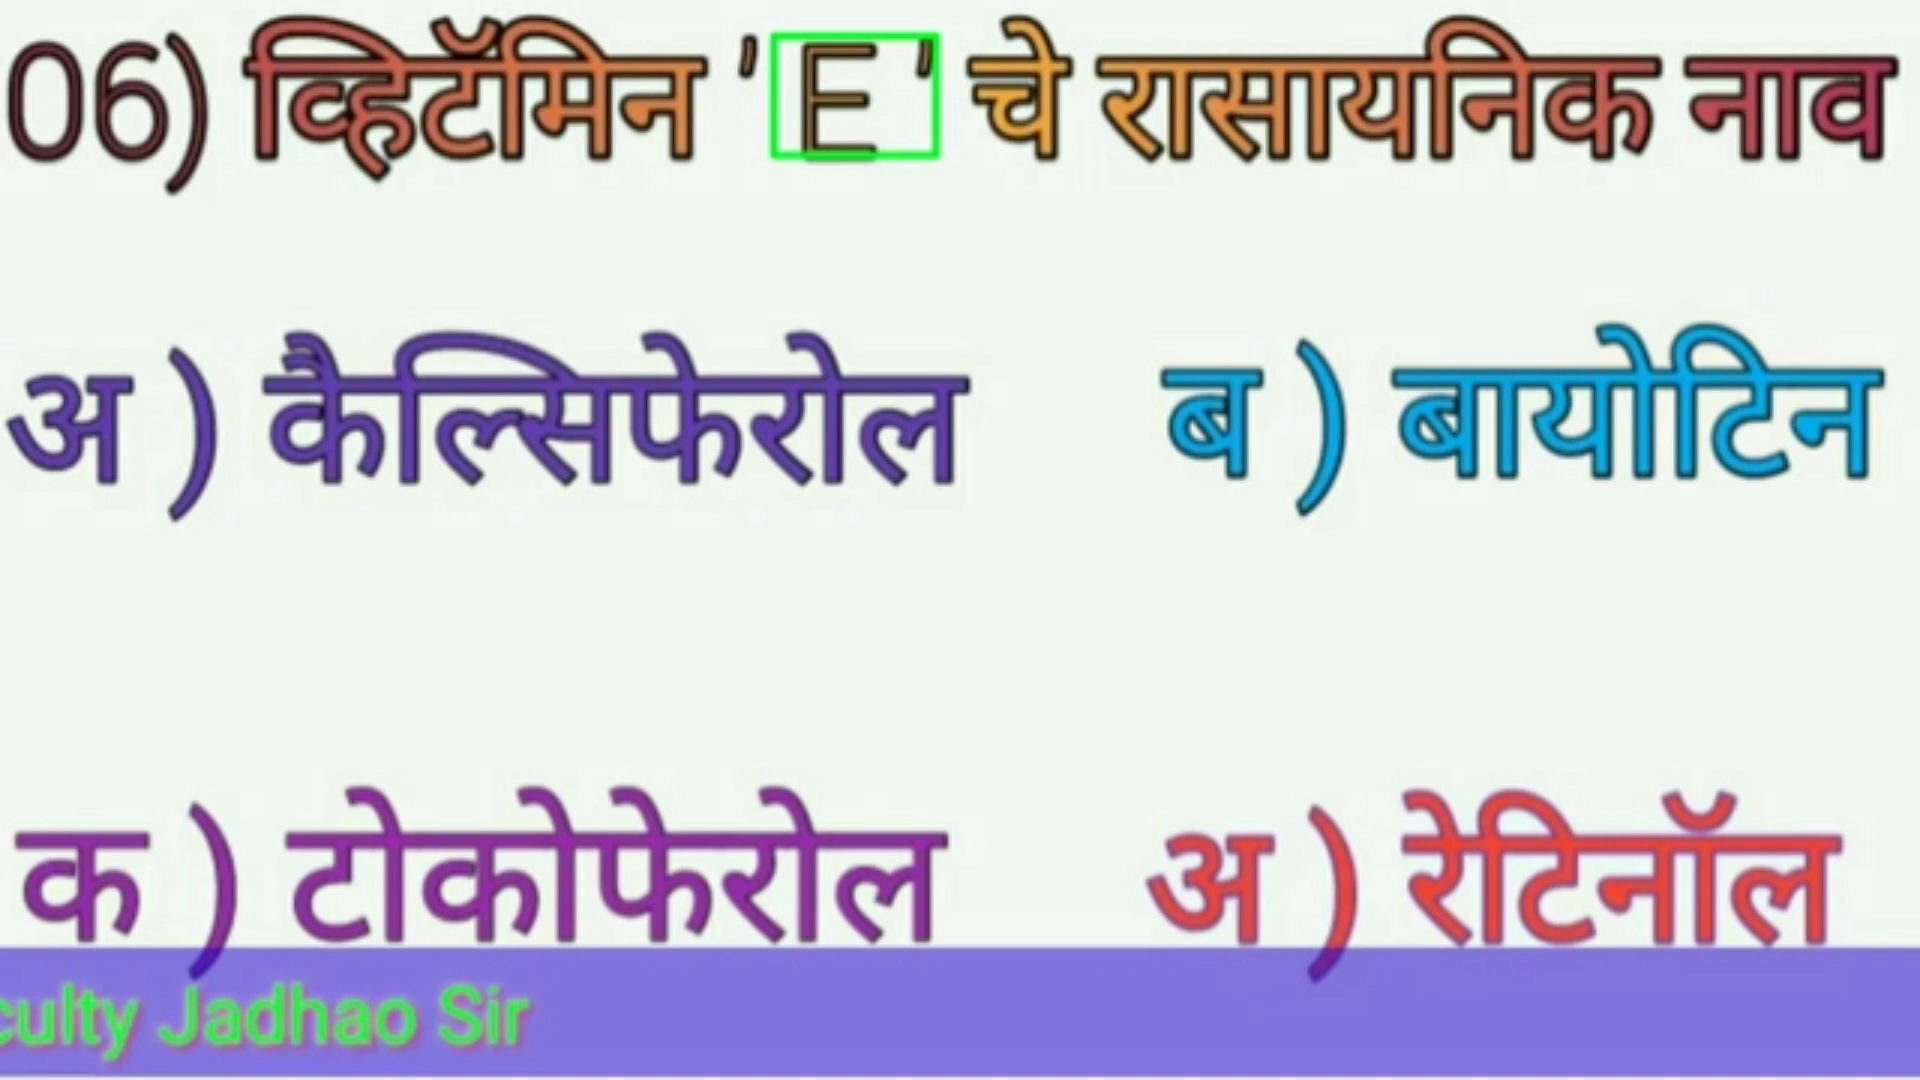 06) व्हिटॅमिन 'E' चे रासायनिक नाव
अ ) कैल्सिफेरोल ब ) बायोटिन
क ) टोकोफेरोल अ ) रेटिनॉल
culty Jadhao Sir